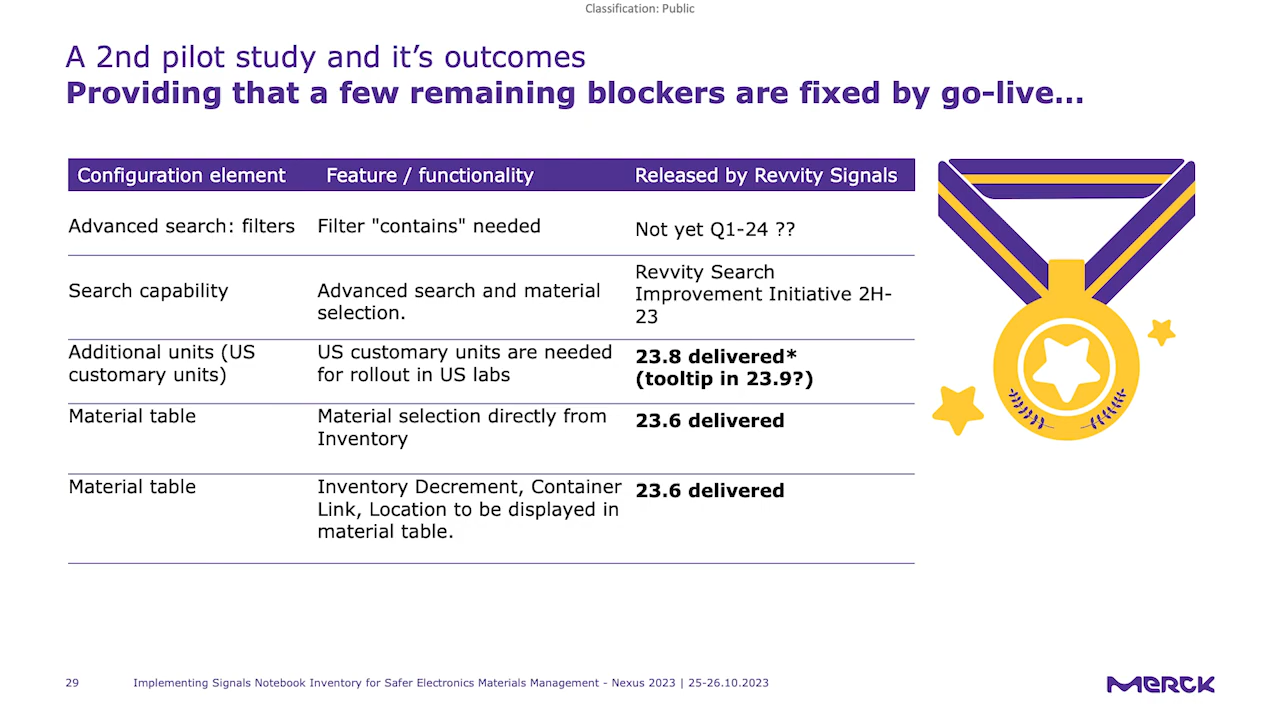 Classification: Public
A 2nd pilot study and it’s outcomes
Providing that a few remaining blockers are fixed by go-live…
Configuration element Feature / functionality Released by Revvity Signals
Advanced search: filters Filter "contains" needed Not yet Q1-24 ??
Search capability
Advanced search and material
selection.
Revvity Search
Improvement Initiative 2H-
23
Additional units (US
customary units)
US customary units are needed
for rollout in US labs
23.8 delivered*
(tooltip in 23.9?)
Material table
Material selection directly from
Inventory
23.6 delivered
Material table
Inventory Decrement, Container
Link, Location to be displayed in
material table.
23.6 delivered
29 Implementing Signals Notebook Inventory for Safer Electronics Materials Management - Nexus 2023 | 25-26.10.2023
MERCK